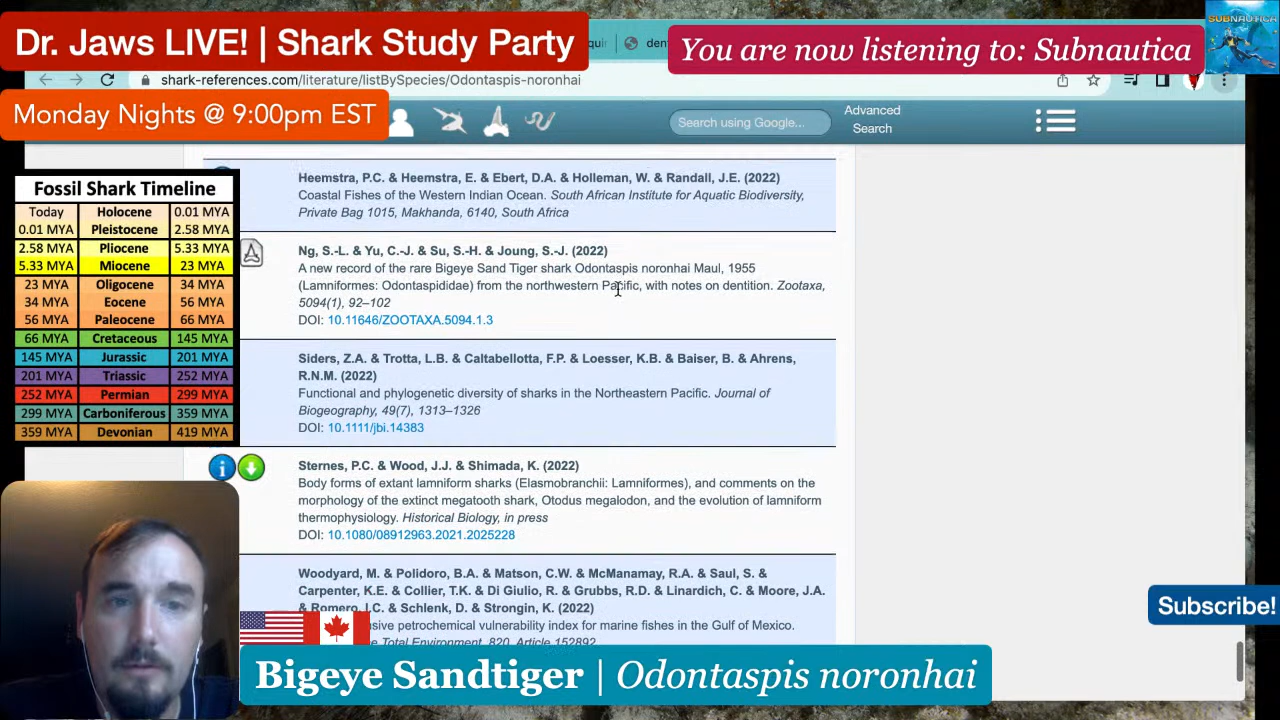 Dr. Jaws LIVE! | Shark Study Party
You are now listening to: Subnautica
SUBNAUTICA
shark-references.com/literature/listBySpecies/Odontaspis-noronhai
Monday Nights @ 9:00pm EST
Search using Google...
Advanced
Search
Fossil Shark Timeline
Today Holocene 0.01 MYA
0.01 MYA Pleistocene 2.58 MYA
2.58 MYA Pliocene 5.33 MYA
5.33 MYA Miocene 23 MYA
23 MYA Oligocene 34 MYA
34 MYA Eocene 56 MYA
56 MYA Paleocene 66 MYA
66 MYA Cretaceous 145 MYA
145 MYA Jurassic 201 MYA
201 MYA Triassic 252 MYA
252 MYA Permian 299 MYA
299 MYA Carboniferous 359 MYA
359 MYA Devonian 419 MYA
Heemstra, P.C. & Heemstra, E. & Ebert, D.A. & Holleman, W. & Randall, J.E. (2022)
Coastal Fishes of the Western Indian Ocean. South African Institute for Aquatic Biodiversity,
Private Bag 1015, Makhanda, 6140, South Africa
Ng, S.-L. & Yu, C.-J. & Su, S.-H. & Joung, S.-J. (2022)
A new record of the rare Bigeye Sand Tiger shark Odontaspis noronhai Maul, 1955
(Lamniformes: Odontaspididae) from the northwestern Pacific, with notes on dentition. Zootaxa,
5094(1), 92–102
DOI: 10.11646/ZOOTAXA.5094.1.3
Siders, Z.A. & Trotta, L.B. & Caltabellotta, F.P. & Loesser, K.B. & Baiser, B. & Ahrens,
R.N.M. (2022)
Functional and phylogenetic diversity of sharks in the Northeastern Pacific. Journal of
Biogeography, 49(7), 1313–1326
DOI: 10.1111/jbi.14383
Sternes, P.C. & Wood, J.J. & Shimada, K. (2022)
Body forms of extant lamniform sharks (Elasmobranchii: Lamniformes), and comments on the
morphology of the extinct megatooth shark, Otodus megalodon, and the evolution of lamniform
thermophysiology. Historical Biology, in press
DOI: 10.1080/08912963.2021.2025228
Woodyard, M. & Polidoro, B.A. & Matson, C.W. & McManamay, R.A. & Saul, S. &
Carpenter, K.E. & Collier, T.K. & Di Giulio, R. & Grubbs, R.D. & Linardich, C. & Moore, J.A.
& Romero, I.C. & Schlenk, D. & Strongin, K. (2022)
petrochemical vulnerability index for marine fishes in the Gulf of Mexico.
Total Environment, 820, Article 152892
Subscribe!
Bigeye Sandtiger | Odontaspis noronhai